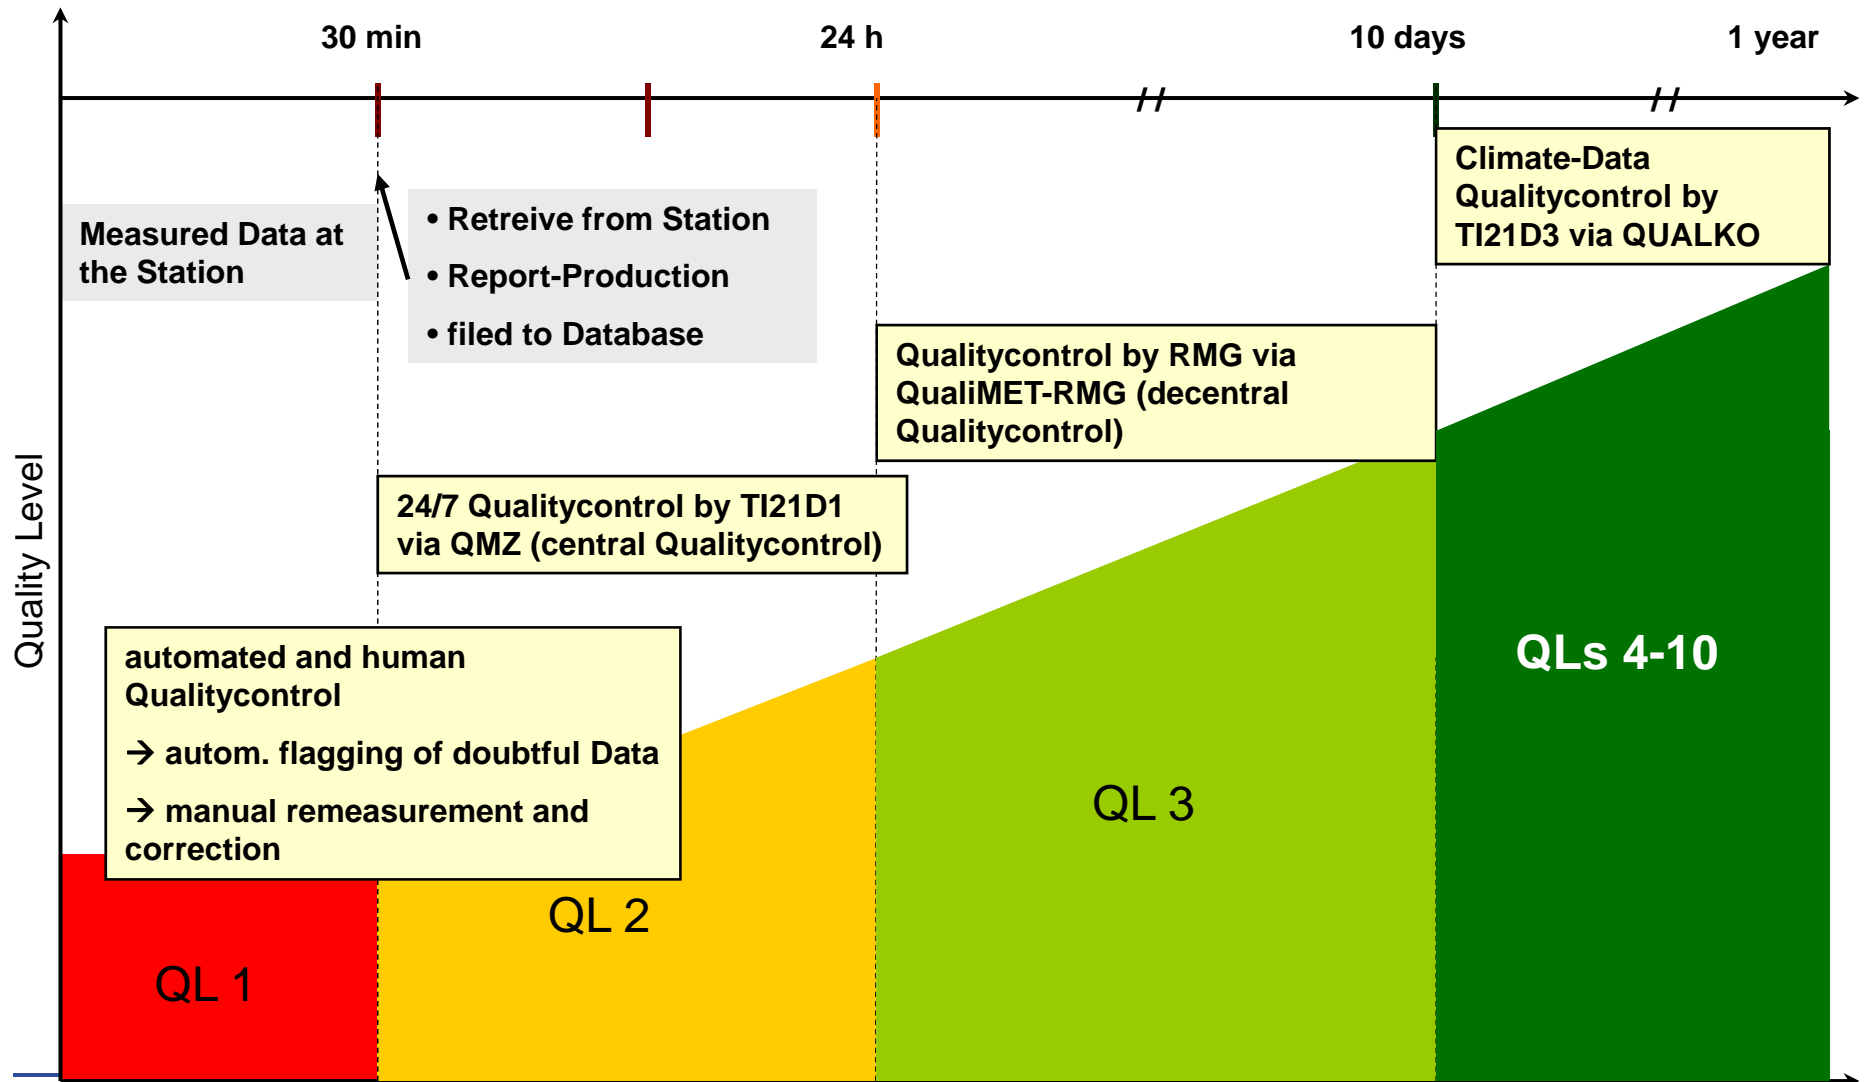 30 min
24 h
10 days
1 year
Climate-Data
Qualitycontrol by
TI21D3 via QUALKO
Measured Data at
the Station
• Retreive from Station
• Report-Production
• filed to Database
Qualitycontrol by RMG via
QualiMET-RMG (decentral
Qualitycontrol)
24/7 Qualitycontrol by TI21D1
via QMZ (central Qualitycontrol)
Quality Level
automated and human
Qualitycontrol
→ autom. flagging of doubtful Data
→ manual remeasurement and
correction
QLs 4-10
QL 3
QL 2
QL 1